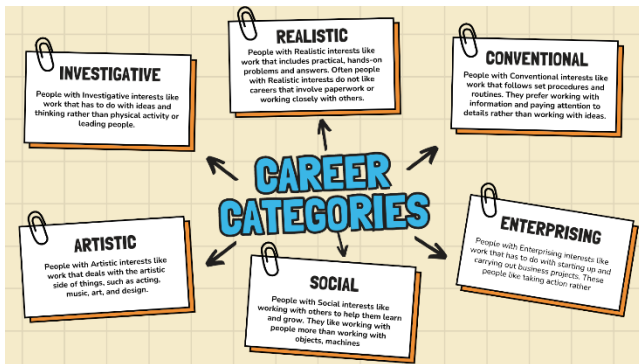 REALISTIC
People with Realistic interests like
work that includes practical, hands-on
problems and answers. Often people
with Realistic interests do not like
careers that involve paperwork or
working closely with others.
INVESTIGATIVE
People with Investigative interests like
work that has to do with ideas and
thinking rather than physical activity or
leading people.
CONVENTIONAL
People with Conventional interests like
work that follows set procedures and
routines. They prefer working with
information and paying attention to
details rather than working with ideas.
CAREER
CATEGORIES
ARTISTIC
People with Artistic interests like
work that deals with the artistic
side of things, such as acting,
music, art, and design.
SOCIAL
People with Social interests like
working with others to help them learn
and grow. They like working with
people more than working with
objects, machines
ENTERPRISING
People with Enterprising interests like
work that has to do with starting up and
carrying out business projects. These
people like taking action rather